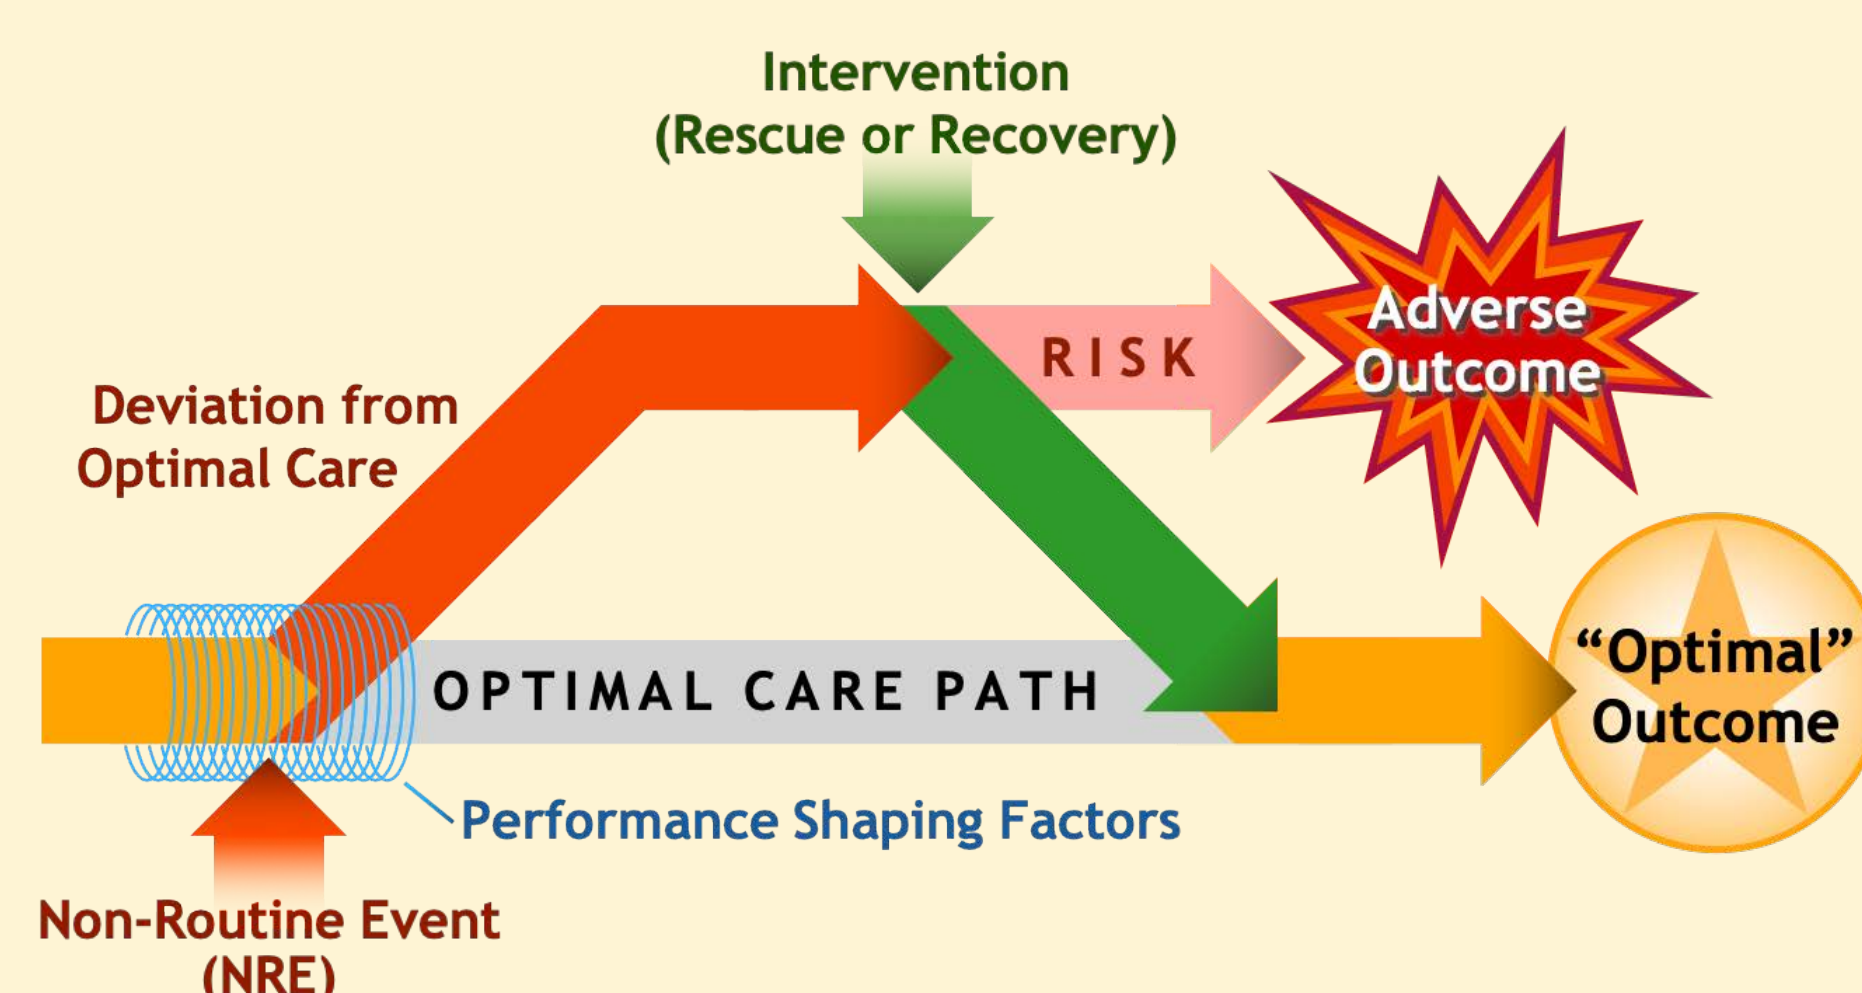 Intervention
(Rescue or Recovery)
RISK
Adverse
Outcome
Deviation from
Optimal Care
OPTIMAL CARE PATH
“Optimal”
Outcome
Performance Shaping Factors
Non-Routine Event
(NRE)